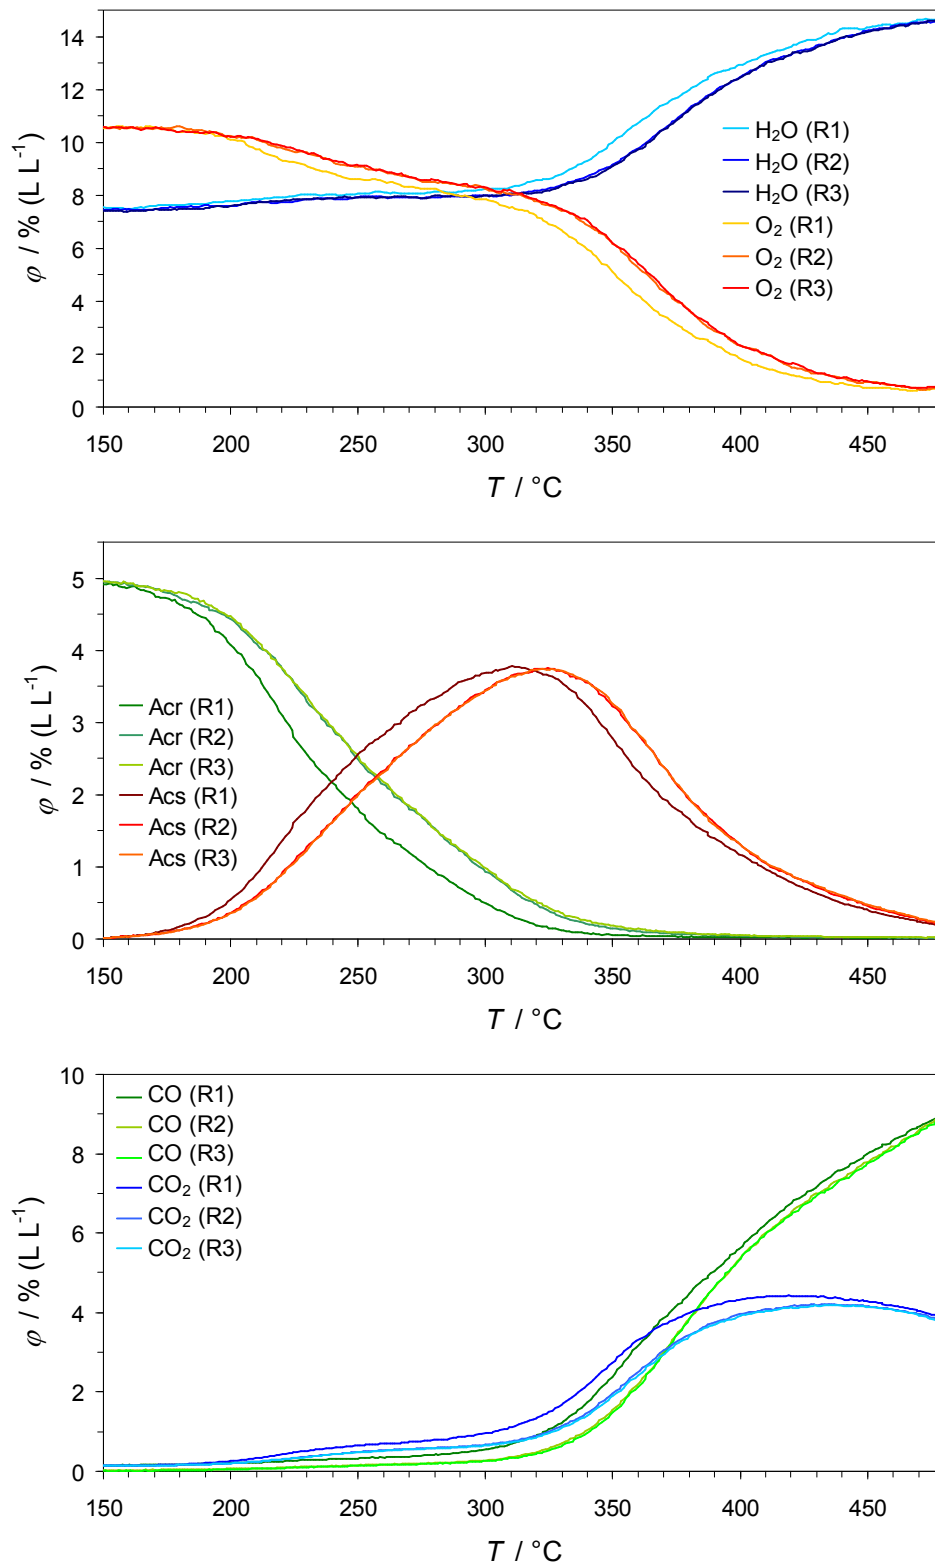 14
12
10
8
6
4
2
0
φ / % (L L⁻¹)
H₂O (R1)
H₂O (R2)
H₂O (R3)
O₂ (R1)
O₂ (R2)
O₂ (R3)
150 200 250 300 350 400 450
T / °C
5
4
3
2
1
0
φ / % (L L⁻¹)
Acr (R1)
Acr (R2)
Acr (R3)
Acs (R1)
Acs (R2)
Acs (R3)
150 200 250 300 350 400 450
T / °C
10
8
6
4
2
0
φ / % (L L⁻¹)
CO (R1)
CO (R2)
CO (R3)
CO₂ (R1)
CO₂ (R2)
CO₂ (R3)
150 200 250 300 350 400 450
T / °C